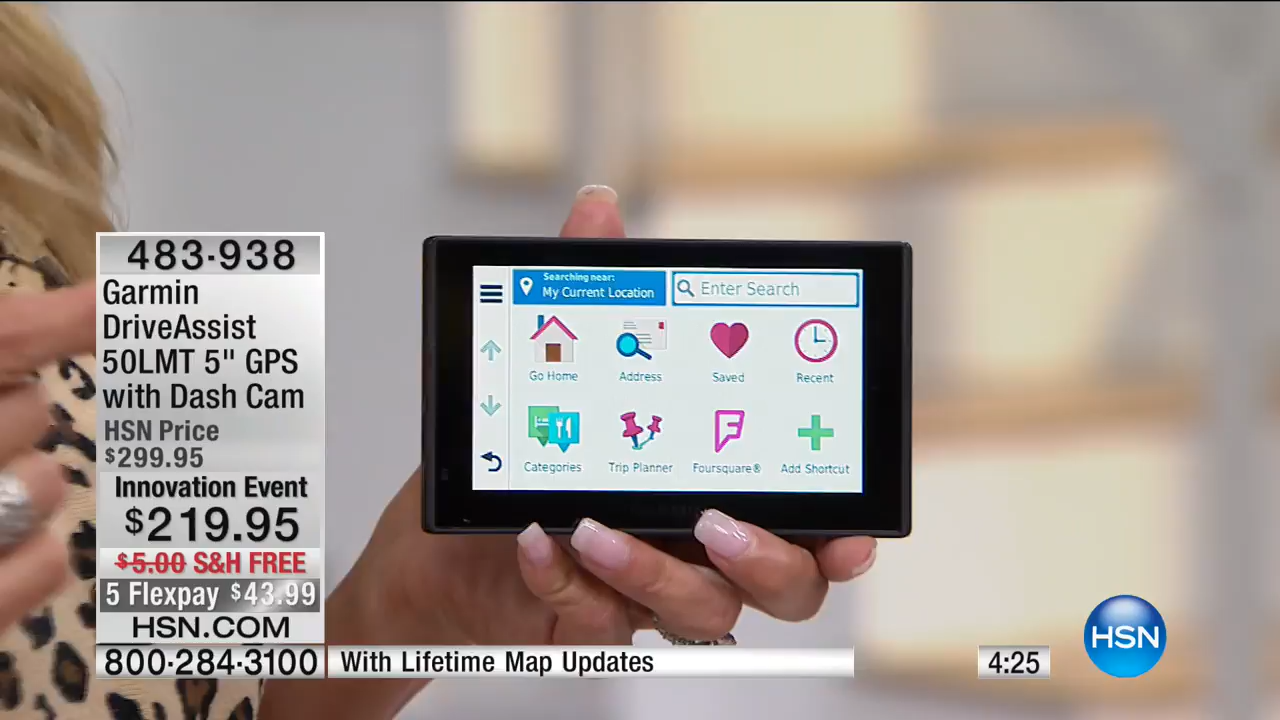 483-938
Garmin
DriveAssist
50LMT 5" GPS
with Dash Cam
HSN Price
$299.95
Innovation Event
$219.95
$5.00 S&H FREE
5 Flexpay $43.99
HSN.COM
800-284-3100
With Lifetime Map Updates
4:25
HSN
Searching near:
My Current Location
Enter Search
Go Home
Address
Saved
Recent
Categories
Trip Planner
Foursquare®
Add Shortcut